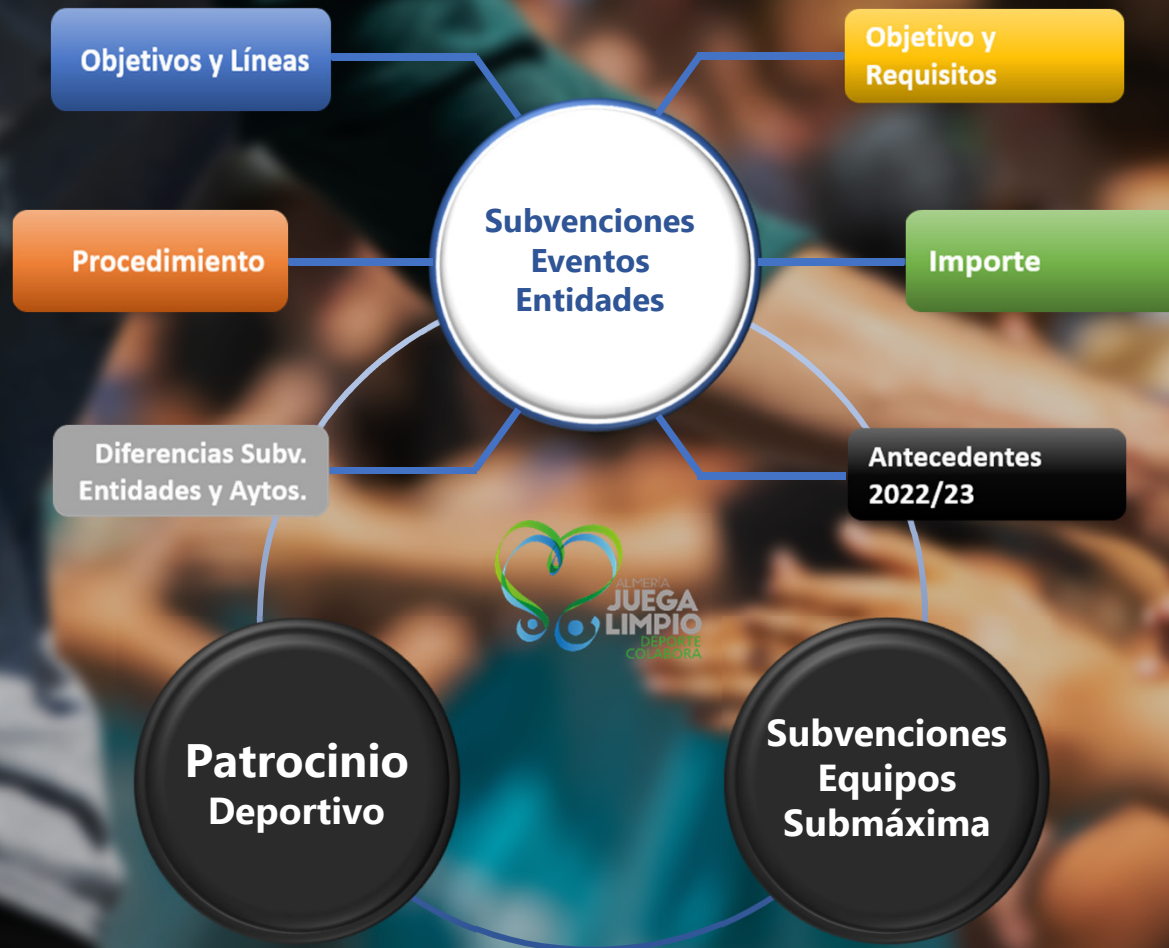 Objetivos y Líneas
Objetivo y
Requisitos
Subvenciones
Eventos
Entidades
Procedimiento
Importe
Diferencias Subv.
Entidades y Aytos.
Antecedentes
2022/23
ALMERÍA
JUEGA
LIMPIO
DEPORTE
COLABORA
Patrocinio
Deportivo
Subvenciones
Equipos
Submáxima